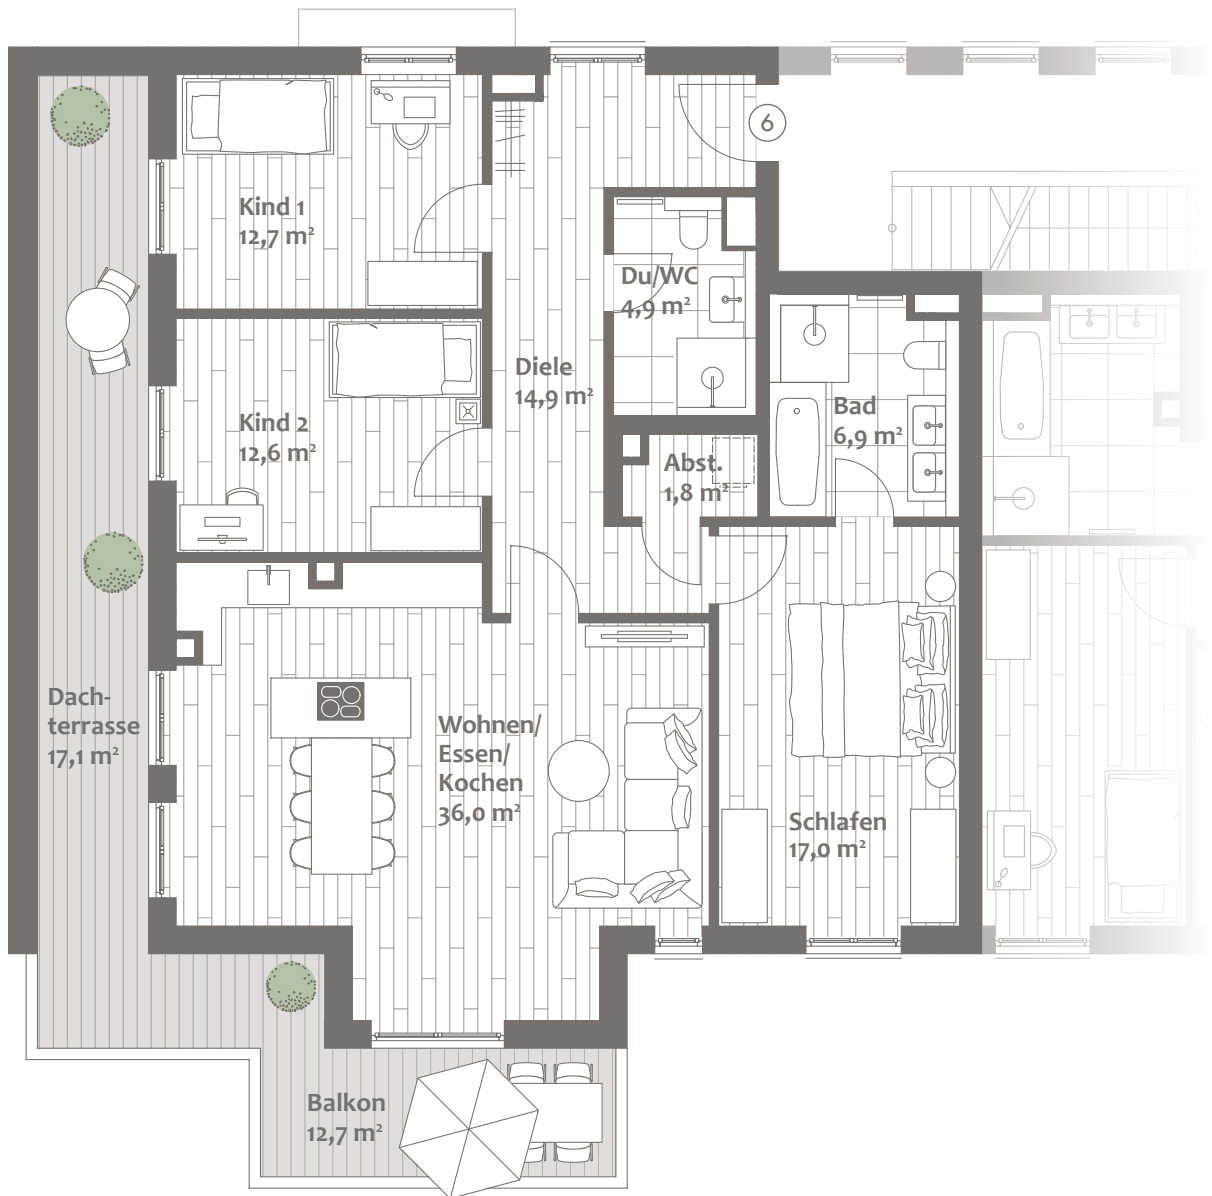 6
Kind 1
12,7 m²
Du/WC
4,9 m²
Diele
14,9 m²
Kind 2
12,6 m²
Bad
6,9 m²
Abst.
1,8 m²
Dach-
terrasse
17,1 m²
Wohnen/
Essen/
Kochen
36,0 m²
Schlafen
17,0 m²
Balkon
12,7 m²